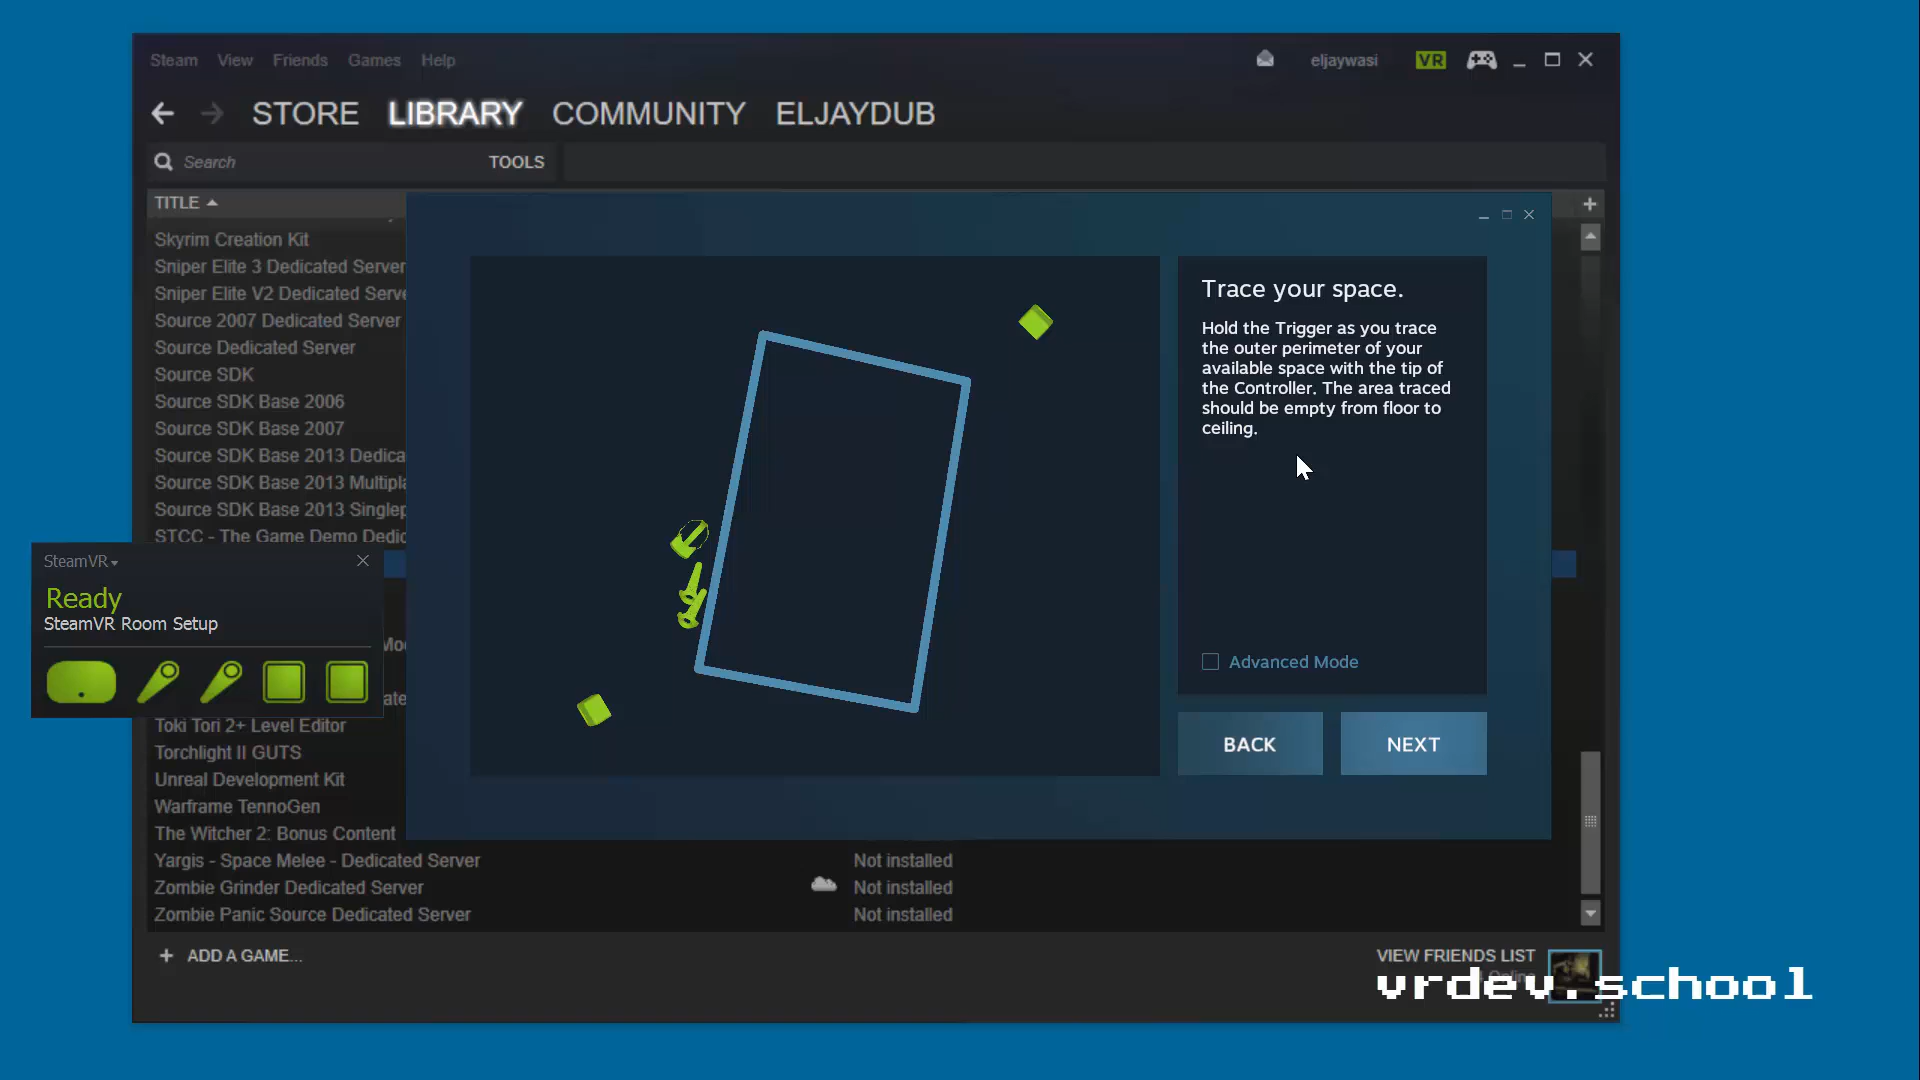 Steam View Friends Games Help
eljaywasi VR
STORE LIBRARY COMMUNITY ELJAYDUB
Search TOOLS
TITLE
Skyrim Creation Kit
Sniper Elite 3 Dedicated Server
Sniper Elite V2 Dedicated Serve
Source 2007 Dedicated Server
Source Dedicated Server
Source SDK
Source SDK Base 2006
Source SDK Base 2007
Source SDK Base 2013 Dedica
Source SDK Base 2013 Multipla
Source SDK Base 2013 Singlep
STCC - The Game Demo Dedic
Trace your space.
Hold the Trigger as you trace
the outer perimeter of your
available space with the tip of
the Controller. The area traced
should be empty from floor to
ceiling.
Advanced Mode
BACK NEXT
SteamVR
Ready
SteamVR Room Setup
Toki Tori 2+ Level Editor
Torchlight II GUTS
Unreal Development Kit
Warframe TennoGen
The Witcher 2: Bonus Content
Yargis - Space Melee - Dedicated Server Not installed
Zombie Grinder Dedicated Server Not installed
Zombie Panic Source Dedicated Server Not installed
+ ADD A GAME...
VIEW FRIENDS LIST
vrdev.school